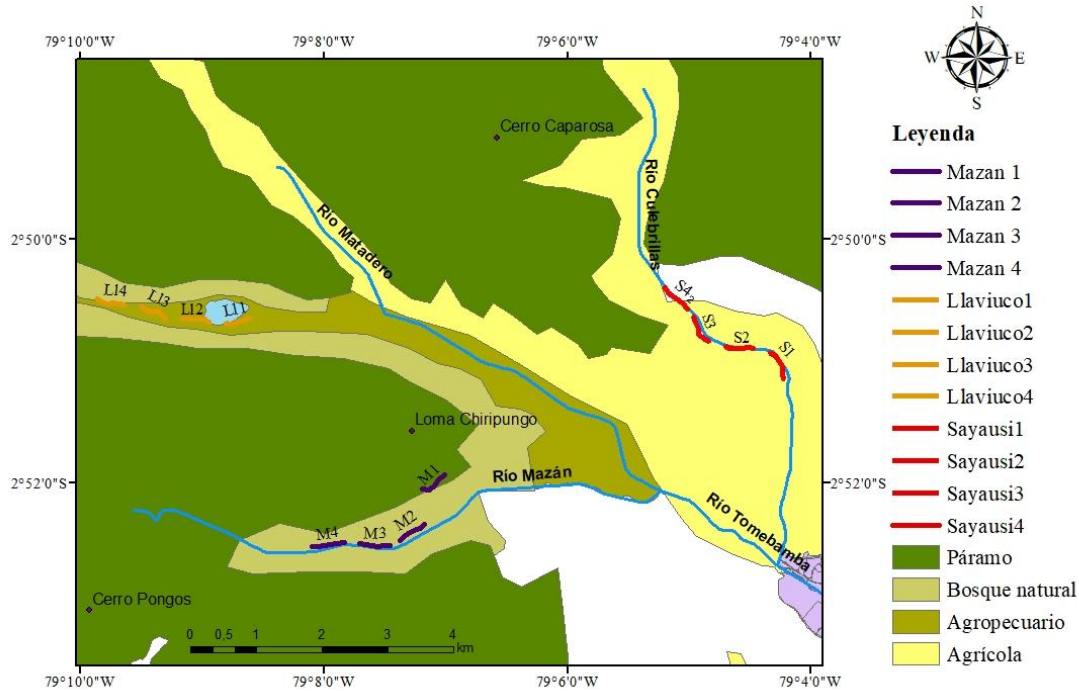 N
W E
S
79°10'0"W 79°8'0"W 79°6'0"W 79°4'0"W
Cerro Caparosa
Río Culebrillas
Río Matadero
2°50'0"S 2°50'0"S
L14 L13 L12 L11
S4 2
S3 S2 S1
Loma Chiripungo
M1
Río Mazán
2°52'0"S 2°52'0"S
M4 M3 M2
Río Tomebamba
Cerro Pongos
0 0,5 1 2 3 4
km
79°10'0"W 79°8'0"W 79°6'0"W 79°4'0"W
Leyenda
Mazan 1
Mazan 2
Mazan 3
Mazan 4
Llaviuco1
Llaviuco2
Llaviuco3
Llaviuco4
Sayausi1
Sayausi2
Sayausi3
Sayausi4
Páramo
Bosque natural
Agropecuario
Agrícola